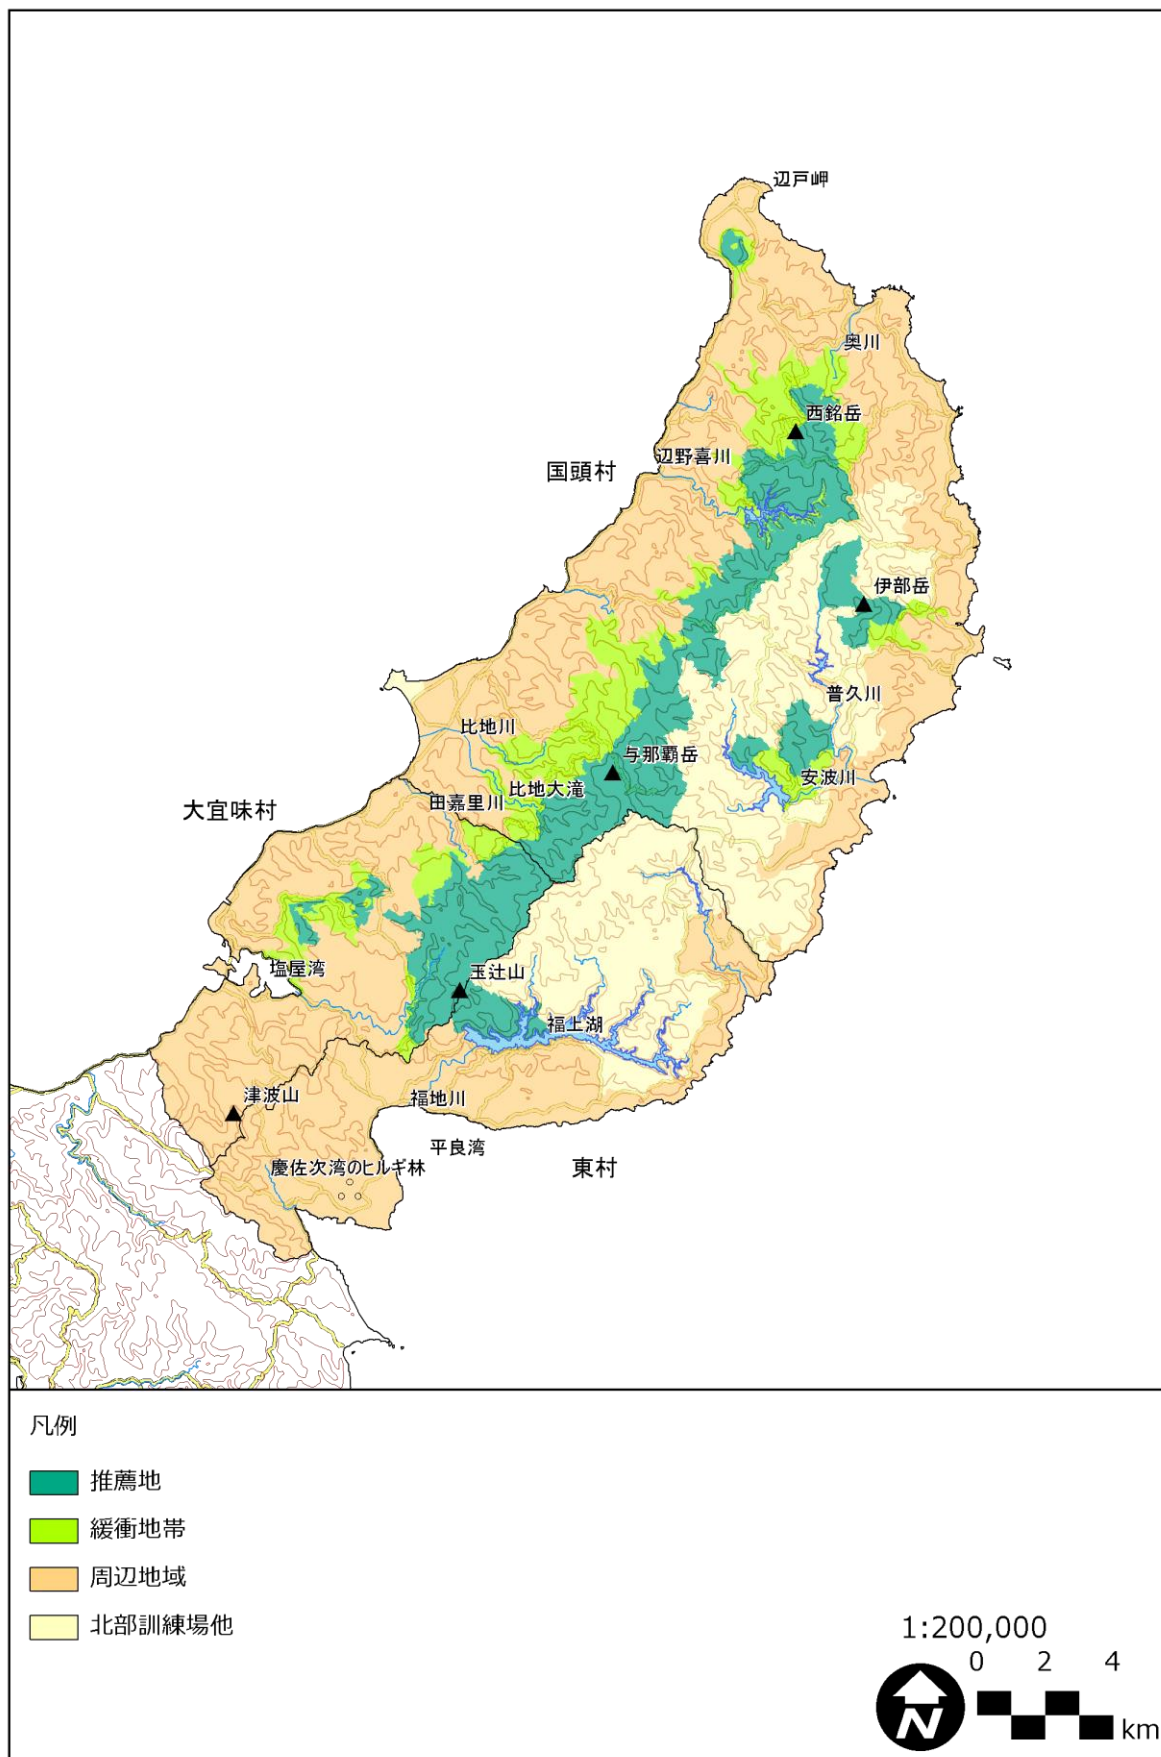 辺戸岬
奥川
西銘岳
辺野喜川
国頭村
伊部岳
普久川
比地川
与那覇岳
安波川
比地大滝
田嘉里川
大宜味村
塩屋湾
玉辻山
福上湖
津波山
福地川
平良湾
慶佐次湾のヒルギ林
東村
凡例
推薦地
緩衝地帯
周辺地域
北部訓練場他
1:200,000
0 2 4
km
N